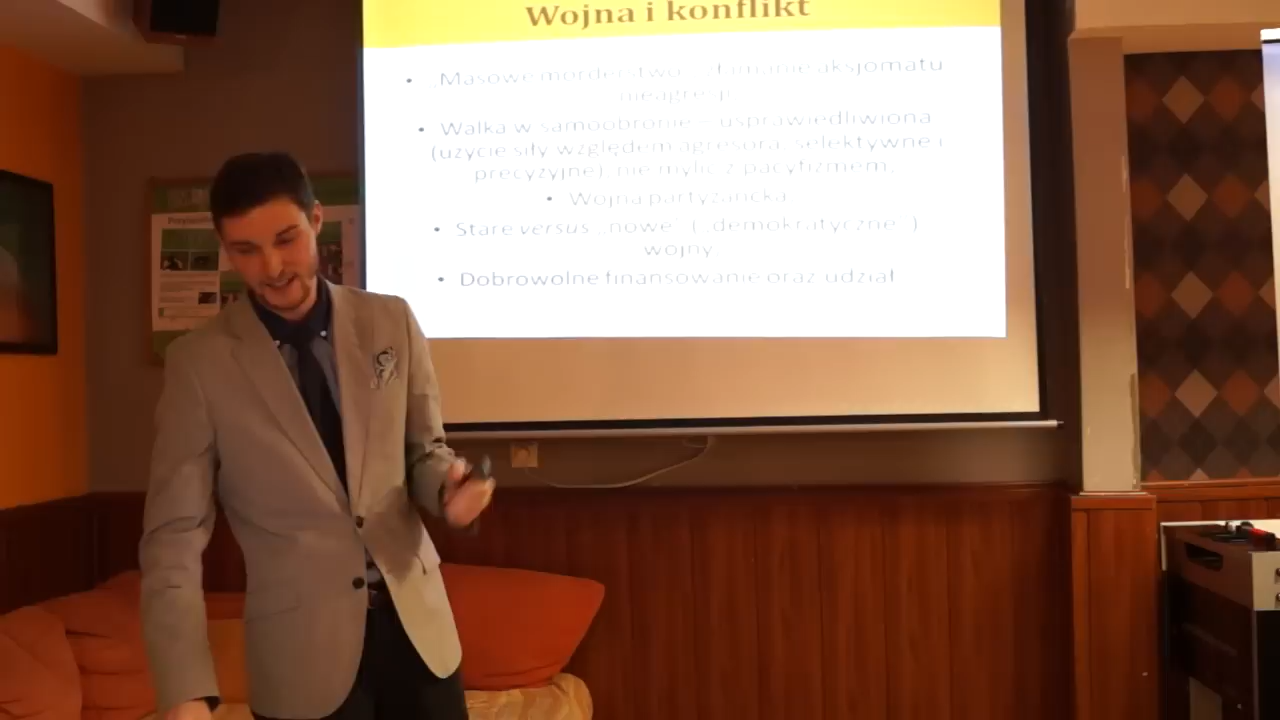 Wojna i konflikt
• „Masowe morderstwo" złamanie aksjomatu
nieagresji
• Walka w samoobronie – usprawiedliwiona
(użycie siły względem agresora, selektywne i
precyzyjne), nie mylić z pacyfizmem,
• Wojna partyzancka
• Stare versus „nowe" („demokratyczne")
wojny
• Dobrowolne finansowanie oraz udział